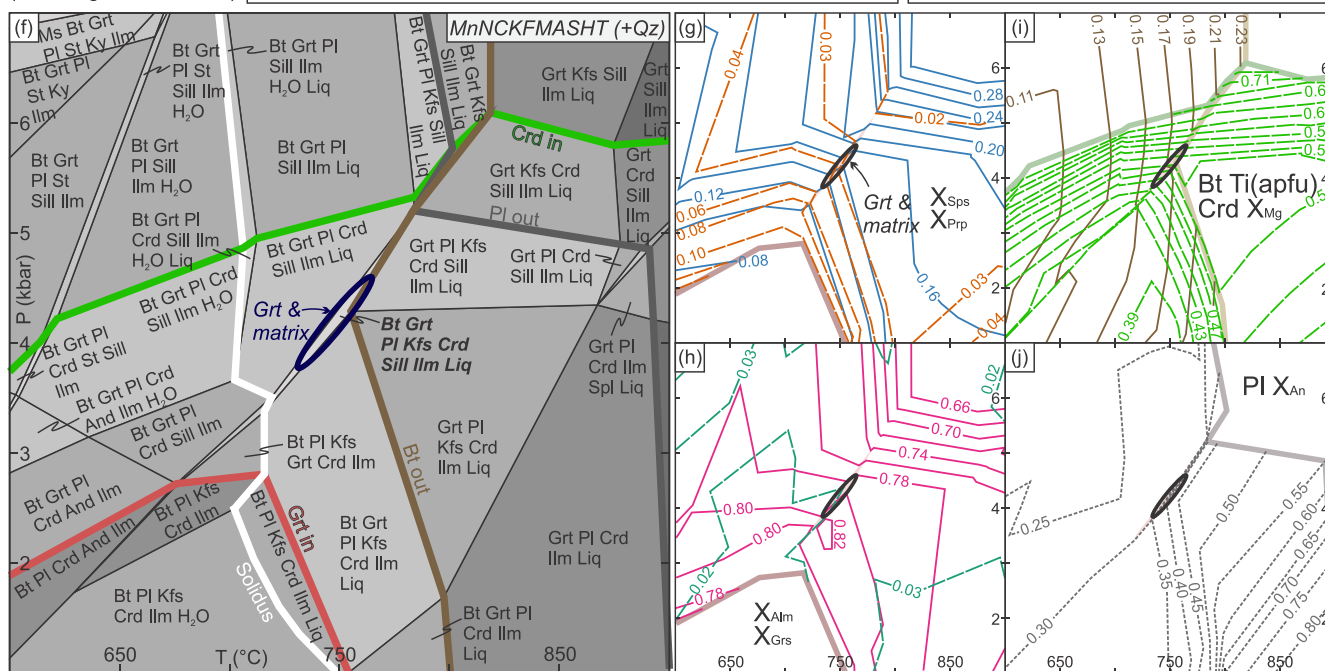 (f)
MnNCKFMASHT (+Qz)
Ms Bt Grt
Pl St Ky Ilm
Bt Grt Pl
St Ky
Ilm
Bt Grt
Pl St
Sill Ilm
H2O
Bt Grt Pl
Sill Ilm
H2O Liq
Bt Grt Pl Kfs Sill
Ilm Liq
Bt Grt Kfs
Sill Ilm Liq
Grt Kfs Sill
Ilm Liq
Grt
Sill
Ilm
Liq
Crd in
Bt Grt
Pl St
Sill Ilm
Bt Grt
Pl Sill
Ilm H2O
Bt Grt Pl
Sill Ilm Liq
Grt Kfs Crd
Sill Ilm Liq
Grt
Crd
Sill
Ilm
Liq
Bt Grt Pl
Crd Sill Ilm
H2O Liq
Pl out
Bt Grt Pl Crd
Sill Ilm Liq
Grt Pl Kfs
Crd Sill
Ilm Liq
Grt Pl Crd
Sill Ilm Liq
Bt Grt Pl Crd
Sill Ilm H2O
Grt &
matrix
Bt Grt
Pl Kfs Crd
Sill Ilm Liq
Bt Grt Pl
Crd St Sill
Ilm
Bt Grt Pl Crd
And Ilm H2O
Grt Pl
Crd Ilm
Spl Liq
Bt Grt Pl
Crd Sill Ilm
Bt Pl Kfs
Grt Crd Ilm
Grt Pl
Kfs Crd
Ilm Liq
Bt out
Bt Grt Pl
Crd And Ilm
Bt Pl Kfs
Crd Ilm
Bt Pl Crd And Ilm
Grt in
Bt Pl Kfs Crd Ilm Liq
Bt Grt
Pl Kfs
Crd Ilm
Liq
Grt Pl Crd
Ilm Liq
Solidus
Bt Pl Kfs
Crd Ilm H2O
Bt Grt Pl
Crd Ilm
Liq
P (kbar)
6
5
4
3
2
650
T (°C)
750
850
(g)
0.04
0.03
0.28
0.24
0.02
0.20
0.12
0.06
0.08
0.10
0.08
Grt &
matrix
XSps
XPrp
0.16
0.03
0.04
(h)
0.03
0.02
0.66
0.70
0.74
0.78
0.80
0.80
0.82
0.02
0.78
0.03
XAlm
XGrs
650
750
850
(i)
0.11
0.13
0.15
0.17
0.19
0.21
0.23
0.71
Bt Ti(apfu)
Crd XMg
0.39
0.43
6
4
2
(j)
Pl XAn
0.25
0.30
0.35
0.40
0.45
0.50
0.55
0.60
0.65
0.70
0.75
0.80
6
4
2
650
750
850